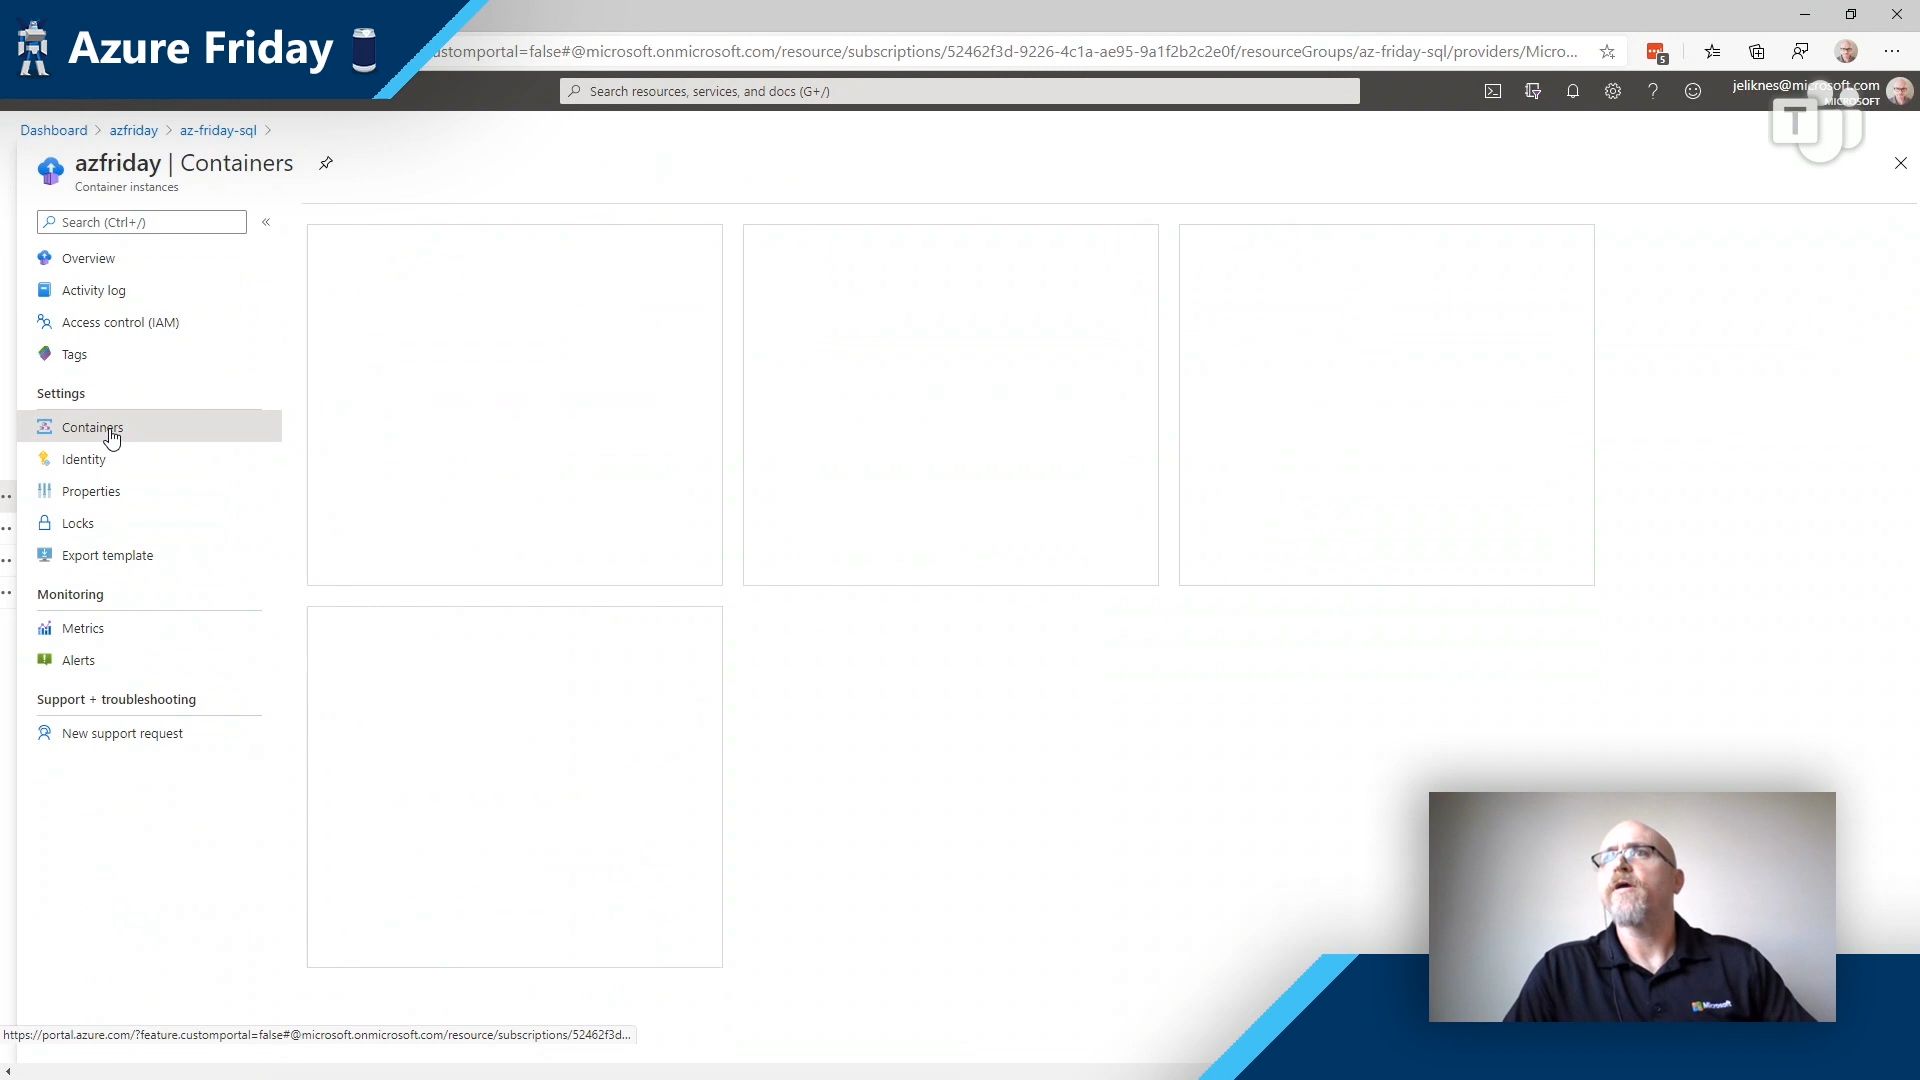 Azure Friday
ustomportal=false#@microsoft.onmicrosoft.com/resource/subscriptions/52462f3d-9226-4c1a-ae95-9a1f2b2c2e0f/resourceGroups/az-friday-sql/providers/Micro...
5
Search resources, services, and docs (G+/)
jeliknes@microsoft.com
MICROSOFT
T
Dashboard > azfriday > az-friday-sql >
azfriday | Containers
Container instances
Search (Ctrl+/)
«
Overview
Activity log
Access control (IAM)
Tags
Settings
Containers
Identity
Properties
Locks
Export template
Monitoring
Metrics
Alerts
Support + troubleshooting
New support request
Microsoft
https://portal.azure.com/?feature.customportal=false#@microsoft.onmicrosoft.com/resource/subscriptions/52462f3d...